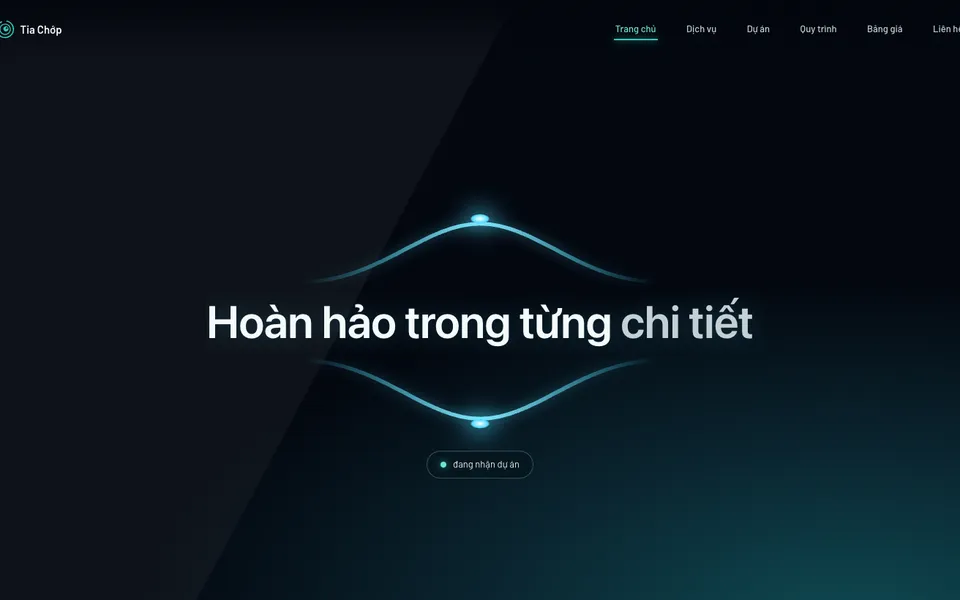 Tia Chớp
Trang chủ Dịch vụ Dự án Quy trình Bảng giá Liên hệ
Hoàn hảo trong từng chi tiết
đang nhận dự án